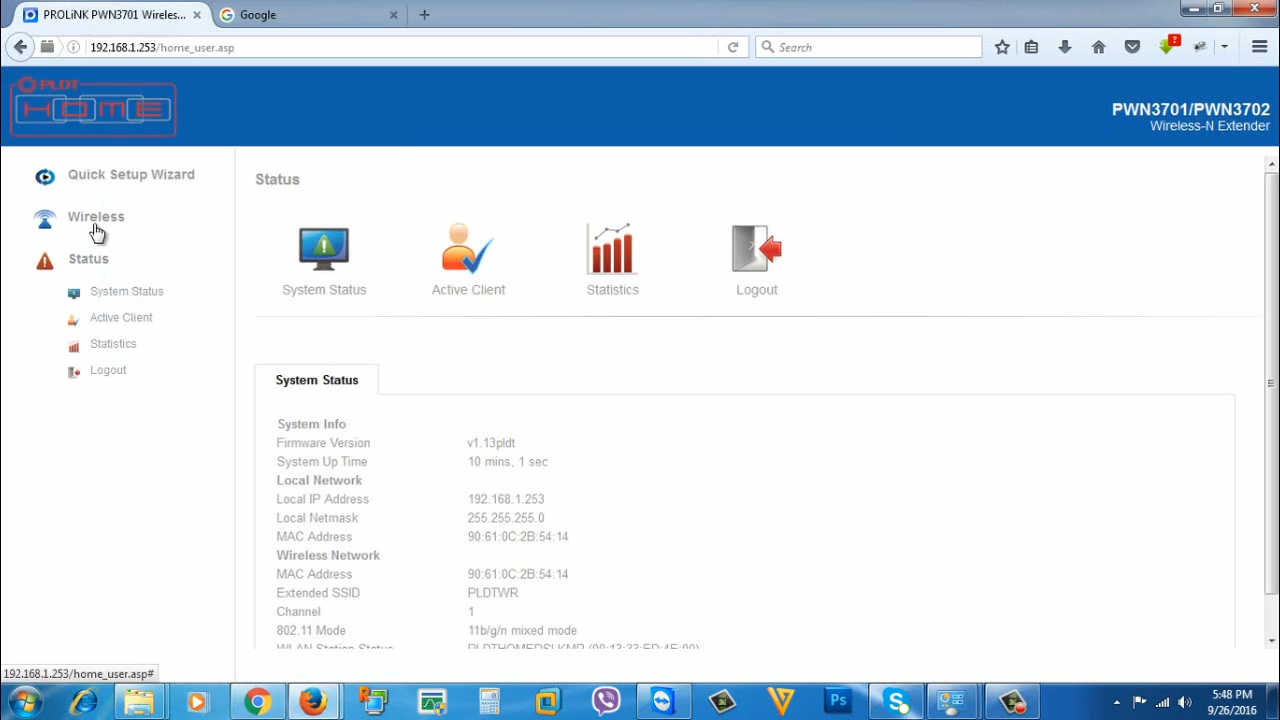 PROLiNK PWN3701 Wireles...
Google
192.168.1.253/home_user.asp
Search
?
PLDT
HOME
PWN3701/PWN3702
Wireless-N Extender
Quick Setup Wizard
Wireless
Status
System Status
Active Client
Statistics
Logout
Status
System Status
Active Client
Statistics
Logout
System Status
System Info
Firmware Version v1.13pldt
System Up Time 10 mins, 1 sec
Local Network
Local IP Address 192.168.1.253
Local Netmask 255.255.255.0
MAC Address 90:61:0C:2B:54:14
Wireless Network
MAC Address 90:61:0C:2B:54:14
Extended SSID PLDTWR
Channel 1
802.11 Mode 11b/g/n mixed mode
WLAN Station Status
192.168.1.253/home_user.asp#
Ps
5:48 PM
9/26/2016